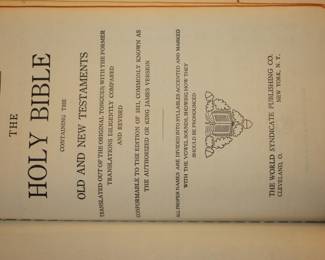 THE
HOLY BIBLE
CONTAINING THE
OLD AND NEW TESTAMENTS
TRANSLATED OUT OF THE ORIGINAL TONGUES; WITH THE FORMER
TRANSLATIONS DILIGENTLY COMPARED
AND REVISED
CONFORMABLE TO THE EDITION OF 1611, COMMONLY KNOWN AS
THE AUTHORIZED OR KING JAMES VERSION
ALL PROPER NAMES ARE DIVIDED INTO SYLLABLES ACCENTED AND MARKED
WITH THE VOWEL SOUNDS, SHOWING HOW THEY
SHOULD BE PRONOUNCED
THE WORLD SYNDICATE PUBLISHING CO.
CLEVELAND, O. NEW YORK, N. Y.